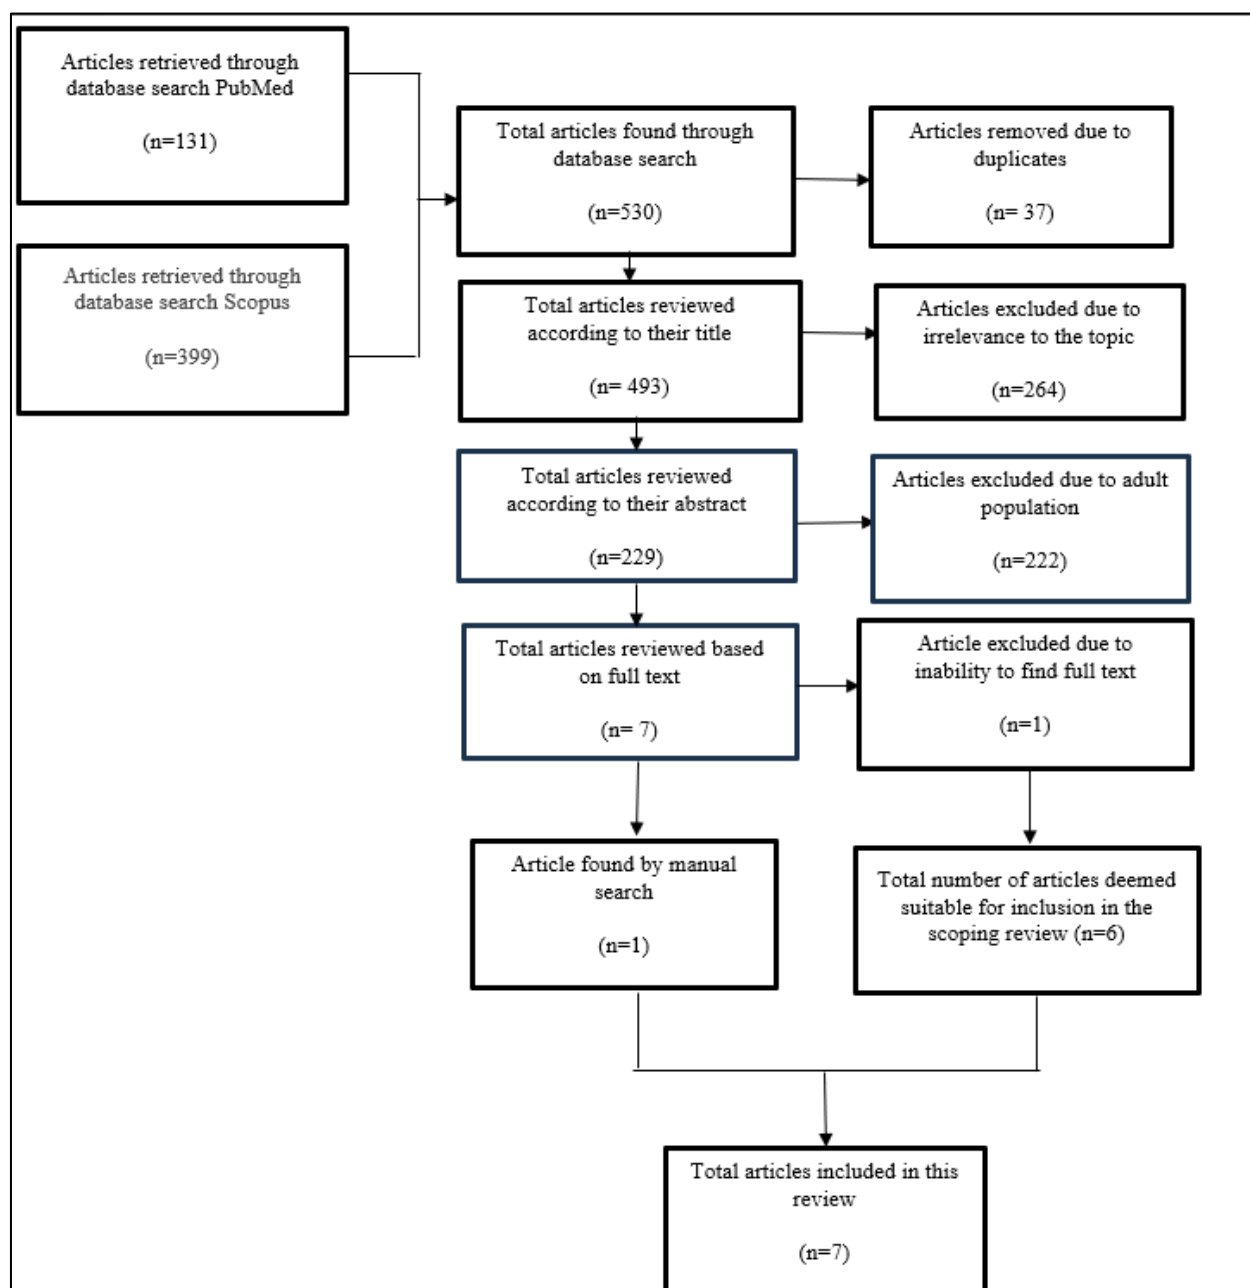 Articles retrieved through
database search PubMed
(n=131)
Articles retrieved through
database search Scopus
(n=399)
Total articles found through
database search
(n=530)
Articles removed due to
duplicates
(n= 37)
Total articles reviewed
according to their title
(n= 493)
Articles excluded due to
irrelevance to the topic
(n=264)
Total articles reviewed
according to their abstract
(n=229)
Articles excluded due to adult
population
(n=222)
Total articles reviewed based
on full text
(n= 7)
Article excluded due to
inability to find full text
(n=1)
Article found by manual
search
(n=1)
Total number of articles deemed
suitable for inclusion in the
scoping review (n=6)
Total articles included in this
review
(n=7)